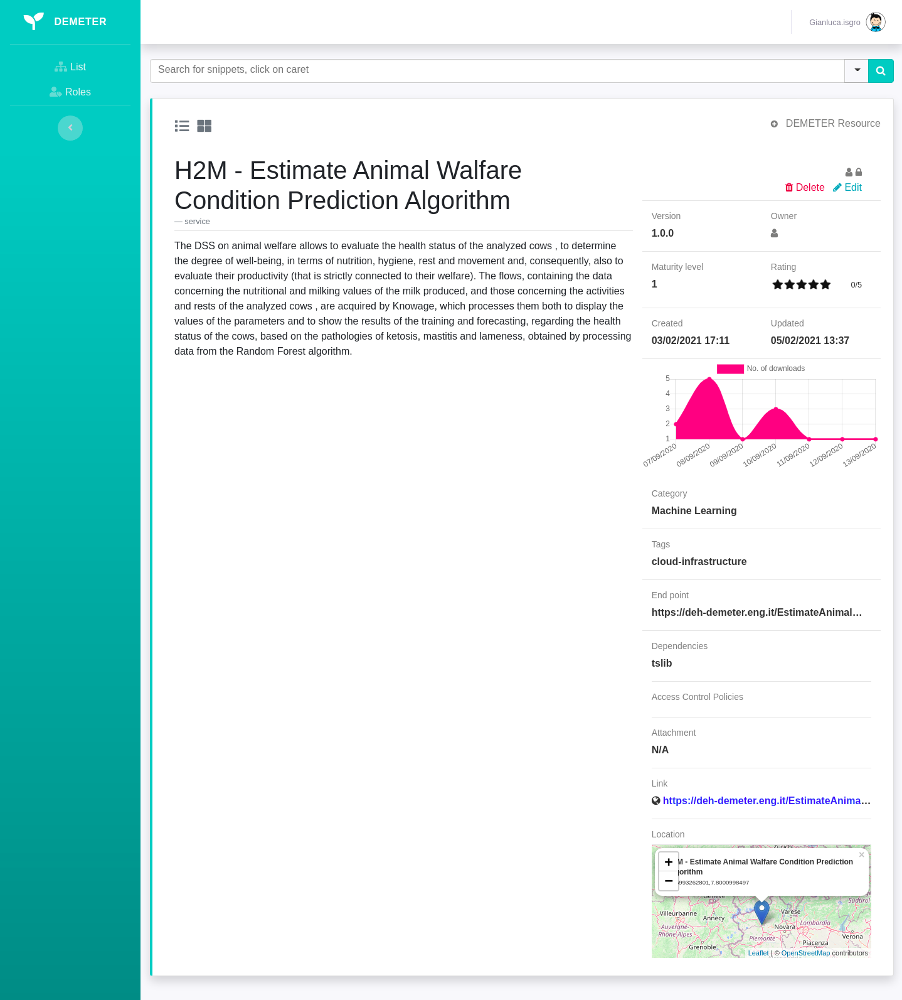 DEMETER
Gianluca.isgro
List
Roles
Search for snippets, click on caret
DEMETER Resource
H2M - Estimate Animal Walfare
Condition Prediction Algorithm
— service
The DSS on animal welfare allows to evaluate the health status of the analyzed cows , to determine
the degree of well-being, in terms of nutrition, hygiene, rest and movement and, consequently, also to
evaluate their productivity (that is strictly connected to their welfare). The flows, containing the data
concerning the nutritional and milking values of the milk produced, and those concerning the activities
and rests of the analyzed cows , are acquired by Knowage, which processes them both to display the
values of the parameters and to show the results of the training and forecasting, regarding the health
status of the cows, based on the pathologies of ketosis, mastitis and lameness, obtained by processing
data from the Random Forest algorithm.
Delete Edit
Version Owner
1.0.0
Maturity level Rating
1 0/5
Created Updated
03/02/2021 17:11 05/02/2021 13:37
No. of downloads
5
4
3
2
1
07/09/2020 08/09/2020 09/09/2020 10/09/2020 11/09/2020 12/09/2020 13/09/2020
Category
Machine Learning
Tags
cloud-infrastructure
End point
https://deh-demeter.eng.it/EstimateAnimal…
Dependencies
tslib
Access Control Policies
Attachment
N/A
Link
https://deh-demeter.eng.it/EstimateAnima…
Location
+
M - Estimate Animal Walfare Condition Prediction ×
gorithm
−
993262801,7.8000998497
Südtirol
Villeurbanne
Annecy
Varese
Auvergne-
Rhône-Alpes
Novara
Lombardia
Verona
Grenoble
Piemonte
Piacenza
Leaflet | © OpenStreetMap contributors